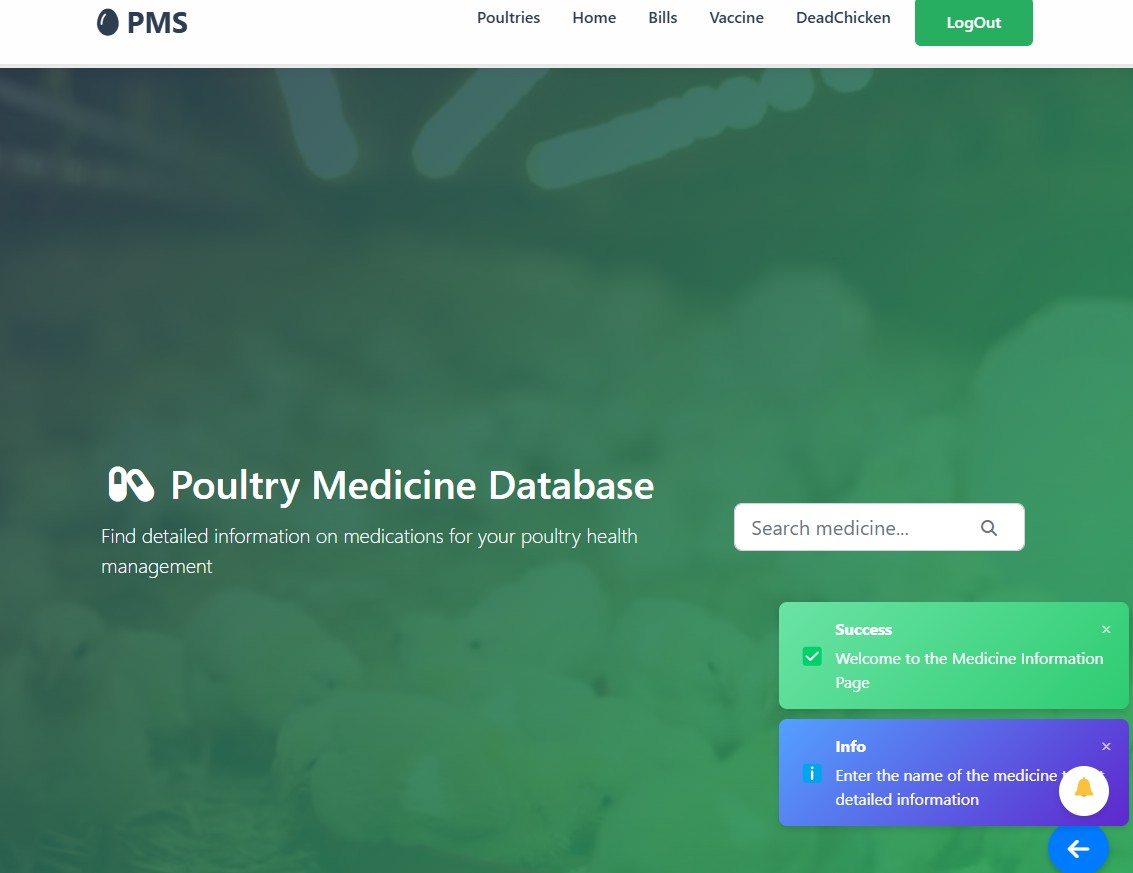 PMS
Poultries Home Bills Vaccine DeadChicken LogOut
Poultry Medicine Database
Find detailed information on medications for your poultry health
management
Search medicine...
Success
×
Welcome to the Medicine Information
Page
Info
×
Enter the name of the medicine
detailed information